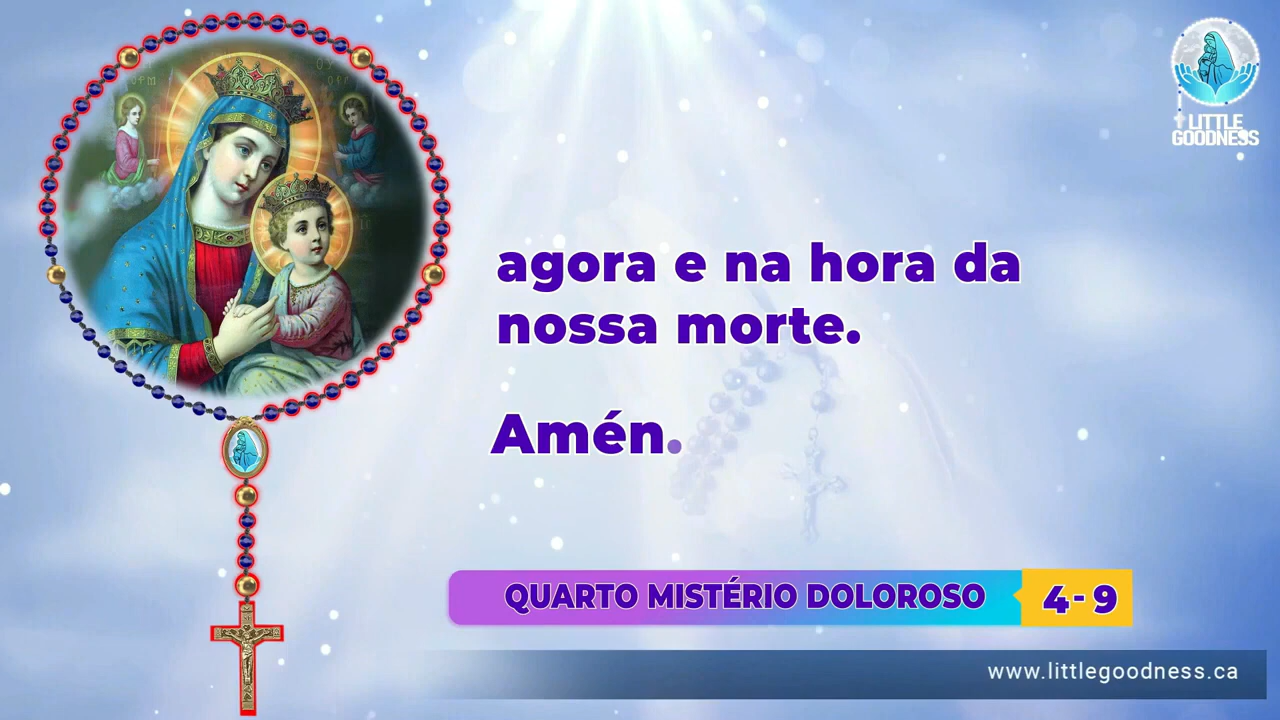 LITTLE
GOODNESS
agora e na hora da
nossa morte.
Amén.
QUARTO MISTÉRIO DOLOROSO
4-9
www.littlegoodness.ca